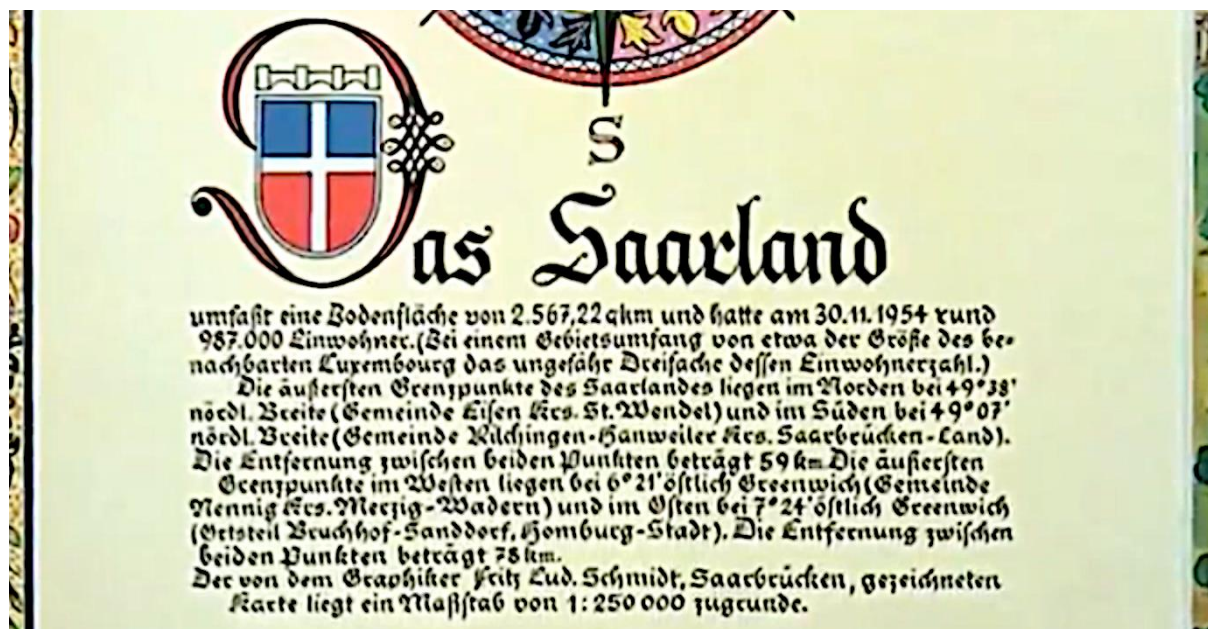 S
Das Saarland
umfaßt eine Bodenfläche von 2.567,22 qkm und hatte am 30.11.1954 rund
987.000 Einwohner. (Bei einem Gebietsumfang von etwa der Größe des be-
nachbarten Luxembourg das ungefähr Dreifache dessen Einwohnerzahl.)
Die äußersten Grenzpunkte des Saarlandes liegen im Norden bei 49°38'
nördl. Breite (Gemeinde Eisen Krs. St. Wendel) und im Süden bei 49°07'
nördl. Breite (Gemeinde Rilchingen-Hanweiler Krs. Saarbrücken-Land).
Die Entfernung zwischen beiden Punkten beträgt 59 km. Die äußersten
Grenzpunkte im Westen liegen bei 6°21' östlich Greenwich (Gemeinde
Nennig Krs. Merzig-Wadern) und im Osten bei 7°24' östlich Greenwich
(Ortsteil Bruchhof-Sanddorf, Homburg-Stadt). Die Entfernung zwischen
beiden Punkten beträgt 78 km.
Der von dem Graphiker Fritz Lud. Schmidt, Saarbrücken, gezeichneten
Karte liegt ein Maßstab von 1:250 000 zugrunde.